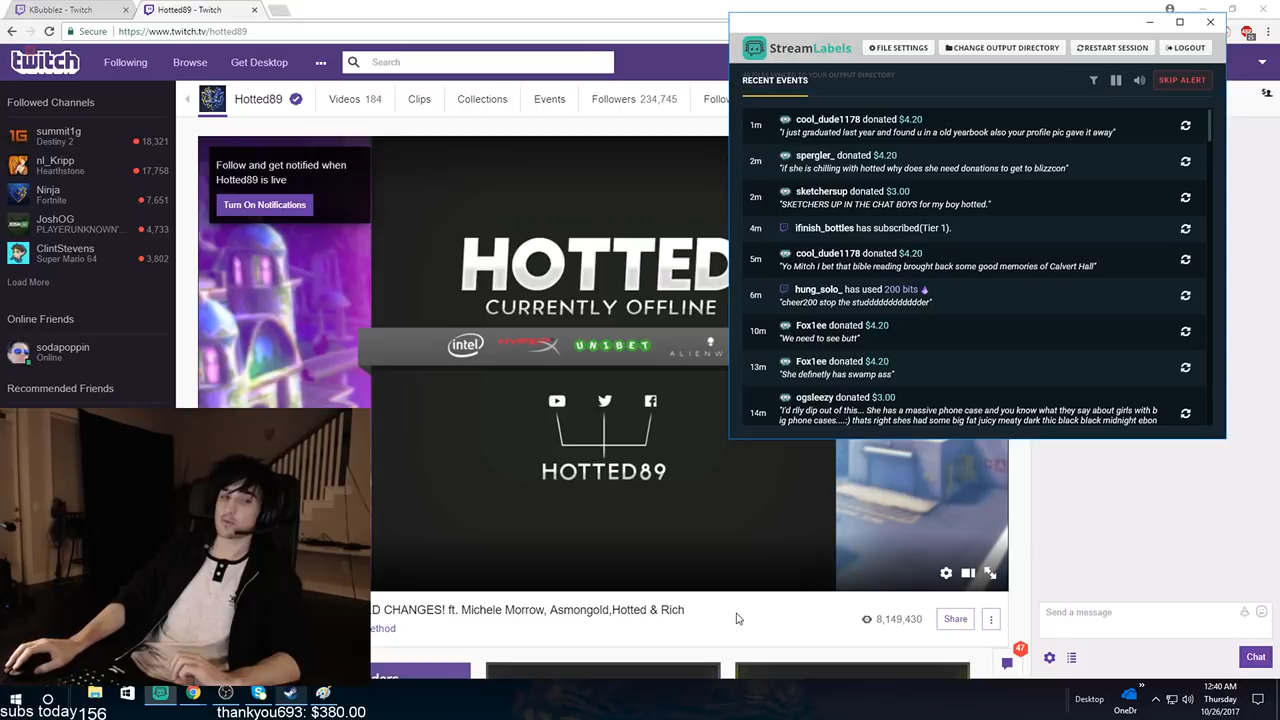 KBubblez - Twitch
Hotted89 - Twitch
Secure
https://www.twitch.tv/hotted89
twitch
Following
Browse
Get Desktop
Search
Followed Channels
summit1g
Destiny 2
18,321
nl_Kripp
Hearthstone
17,758
Ninja
Fortnite
7,651
JoshOG
PLAYERUNKNOWN'
4,733
ClintStevens
Super Mario 64
3,802
Load More
Online Friends
sodapoppin
Online
Recommended Friends
Hotted89
Videos 184
Clips
Collections
Events
Followers 234,745
Follow and get notified when
Hotted89 is live
Turn On Notifications
HOTTED
CURRENTLY OFFLINE
intel
HYPERX
UNIBET
ALIENW
HOTTED89
D CHANGES! ft. Michele Morrow, Asmongold,Hotted & Rich
ethod
8,149,430
Share
StreamLabels
FILE SETTINGS
CHANGE OUTPUT DIRECTORY
RESTART SESSION
LOGOUT
RECENT EVENTS
SKIP ALERT
1m
cool_dude1178 donated $4.20
"I just graduated last year and found u in a old yearbook also your profile pic gave it away"
2m
spergler_ donated $4.20
"if she is chilling with hotted why does she need donations to get to blizzcon"
2m
sketchersup donated $3.00
"SKETCHERS UP IN THE CHAT BOYS for my boy hotted."
4m
ifinish_bottles has subscribed(Tier 1).
5m
cool_dude1178 donated $4.20
"Yo Mitch I bet that bible reading brought back some good memories of Calvert Hall"
6m
hung_solo_ has used 200 bits
"cheer200 stop the studdddddddddder"
10m
Fox1ee donated $4.20
"We need to see butt"
13m
Fox1ee donated $4.20
"She definetly has swamp ass"
14m
ogsleezy donated $3.00
"I'd rlly dip out of this... She has a massive phone case and you know what they say about girls with b
ig phone cases....:) thats right shes had some big fat juicy meaty dark thic black black midnight ebon
Send a message
47
Chat
subs today 156
thankyou693: $380.00
Desktop
OneDr
12:40 AM
Thursday
10/26/2017